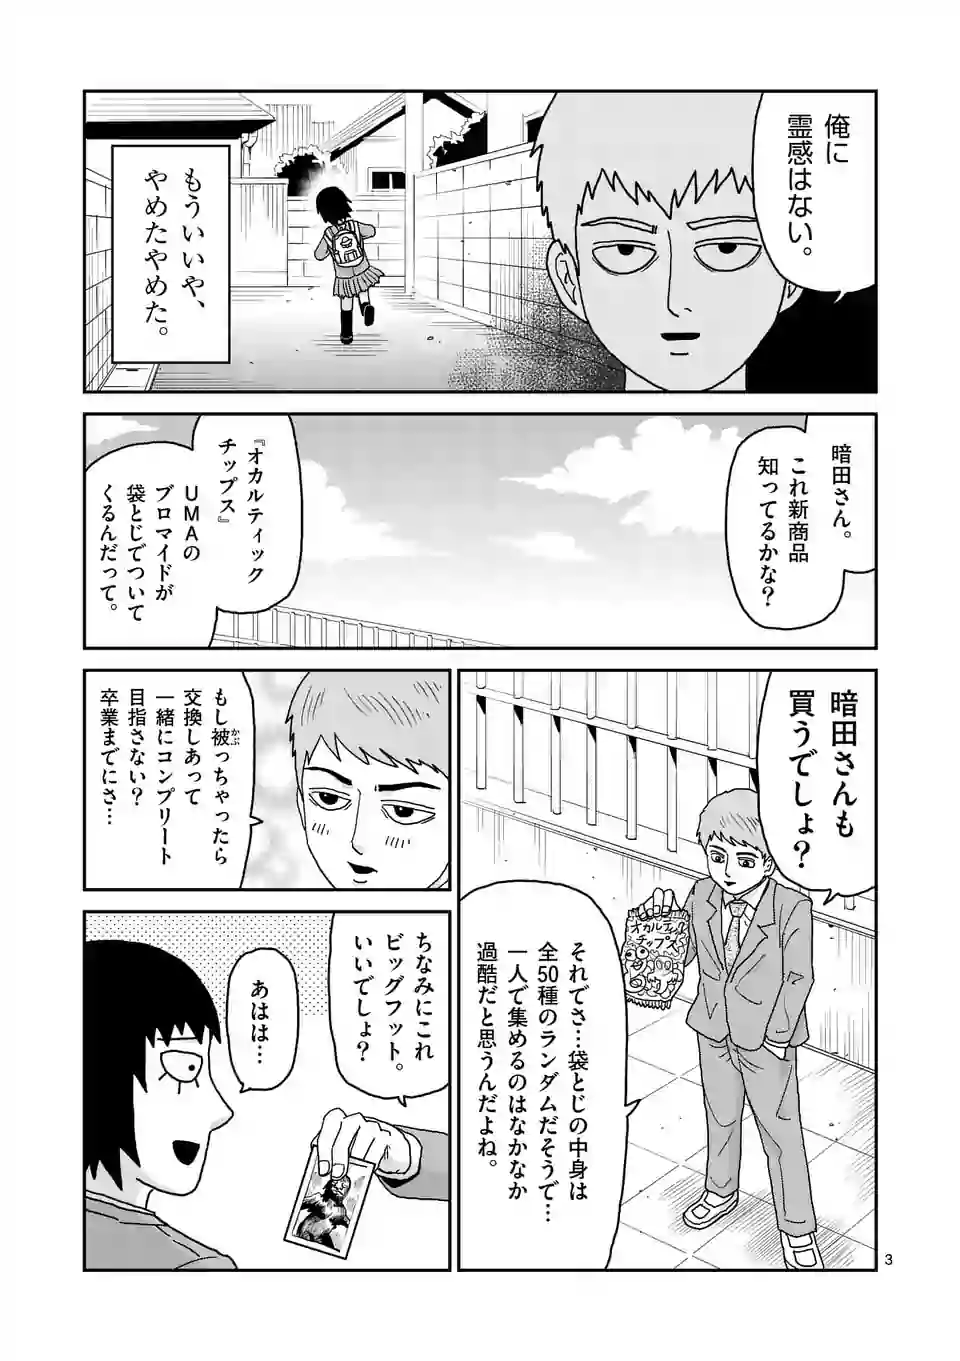 俺に
霊感はない。
もういいや、
やめたやめた。
暗田さん。
これ新商品
知ってるかな？
『オカルティック
チップス』
UMAの
ブロマイドが
袋とじでついて
くるんだって。
暗田さんも
買うでしょ？
オカルティック
チップス
それでさ…袋とじの中身は
全50種のランダムだそうで…
一人で集めるのはなかなか
過酷だと思うんだよね。
もし被っちゃったら
かぶ
交換しあって
一緒にコンプリート
目指さない？
卒業までにさ…
ちなみにこれ
ビッグフット。
いいでしょ？
あはは…
3